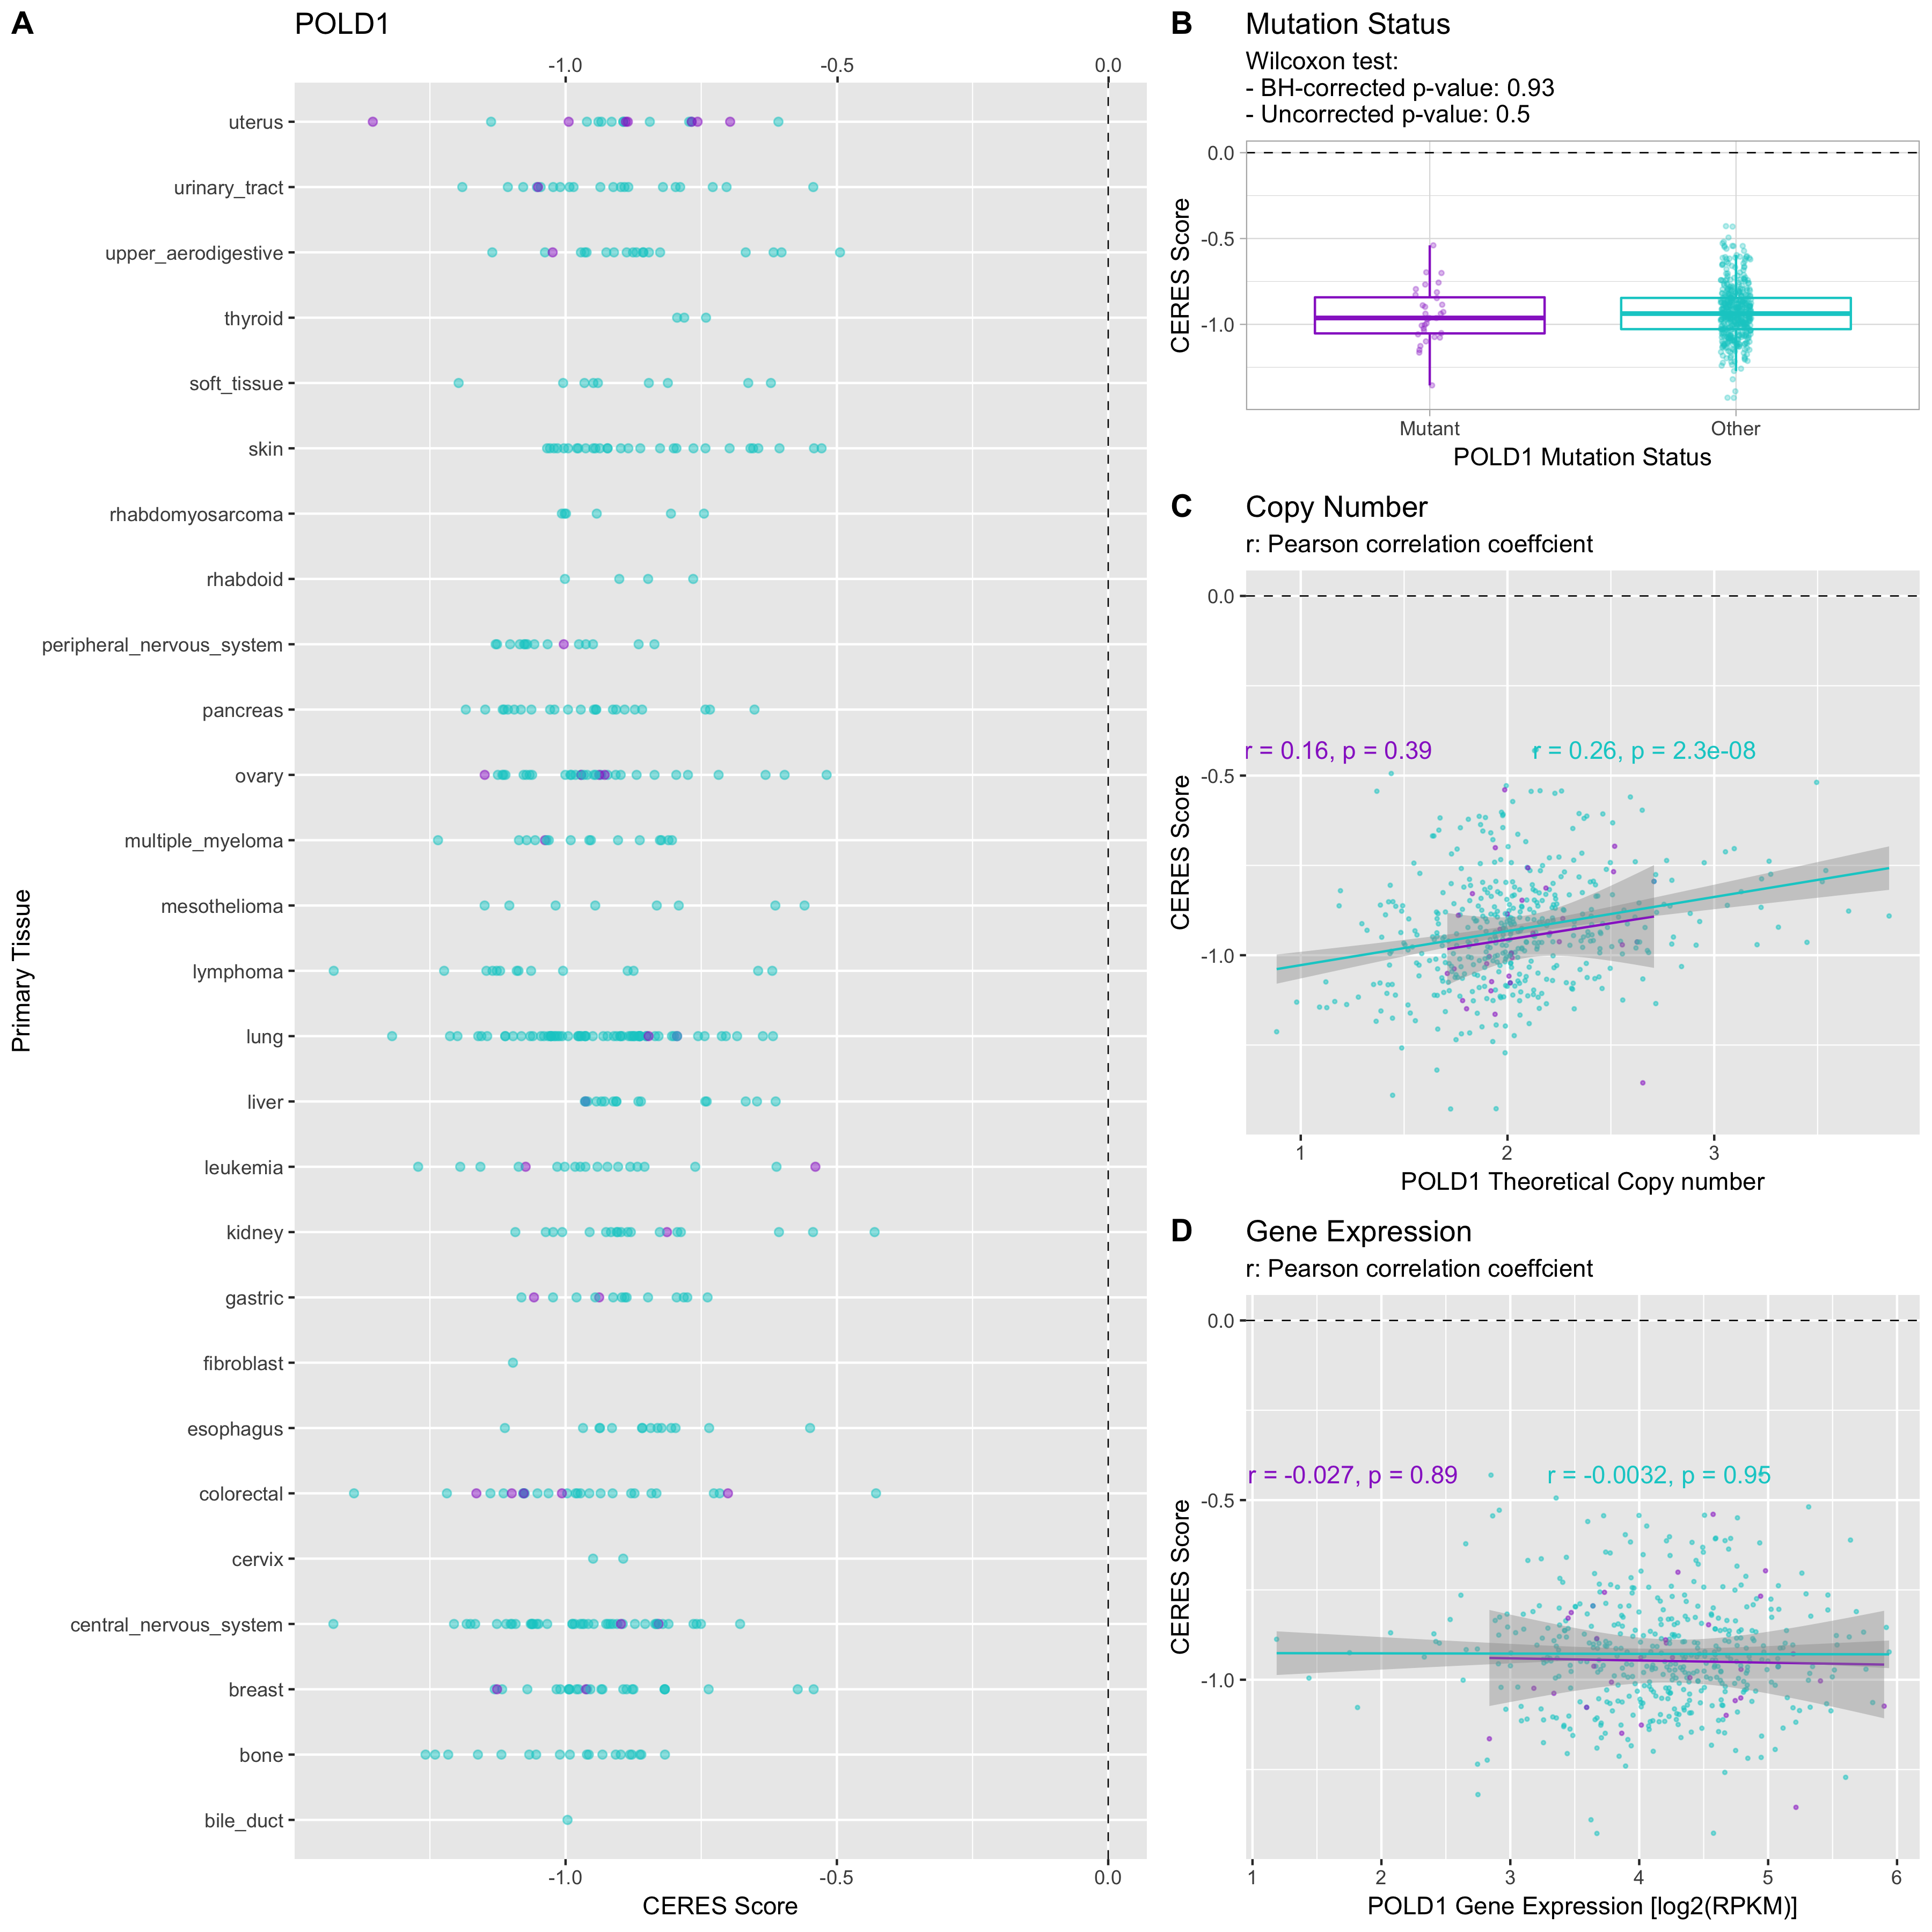 A
POLD1
-1.0
-0.5
0.0
uterus
urinary_tract
upper_aerodigestive
thyroid
soft_tissue
skin
rhabdomyosarcoma
rhabdoid
peripheral_nervous_system
pancreas
ovary
multiple_myeloma
mesothelioma
lymphoma
lung
liver
leukemia
kidney
gastric
fibroblast
esophagus
colorectal
cervix
central_nervous_system
breast
bone
bile_duct
Primary Tissue
-1.0
-0.5
0.0
CERES Score
B
Mutation Status
Wilcoxon test:
- BH-corrected p-value: 0.93
- Uncorrected p-value: 0.5
0.0
-0.5
-1.0
CERES Score
Mutant
Other
POLD1 Mutation Status
C
Copy Number
r: Pearson correlation coeffcient
0.0
-0.5
-1.0
CERES Score
r = 0.16, p = 0.39
r = 0.26, p = 2.3e-08
1
2
3
POLD1 Theoretical Copy number
D
Gene Expression
r: Pearson correlation coeffcient
0.0
-0.5
-1.0
CERES Score
r = -0.027, p = 0.89
r = -0.0032, p = 0.95
1
2
3
4
5
6
POLD1 Gene Expression [log2(RPKM)]